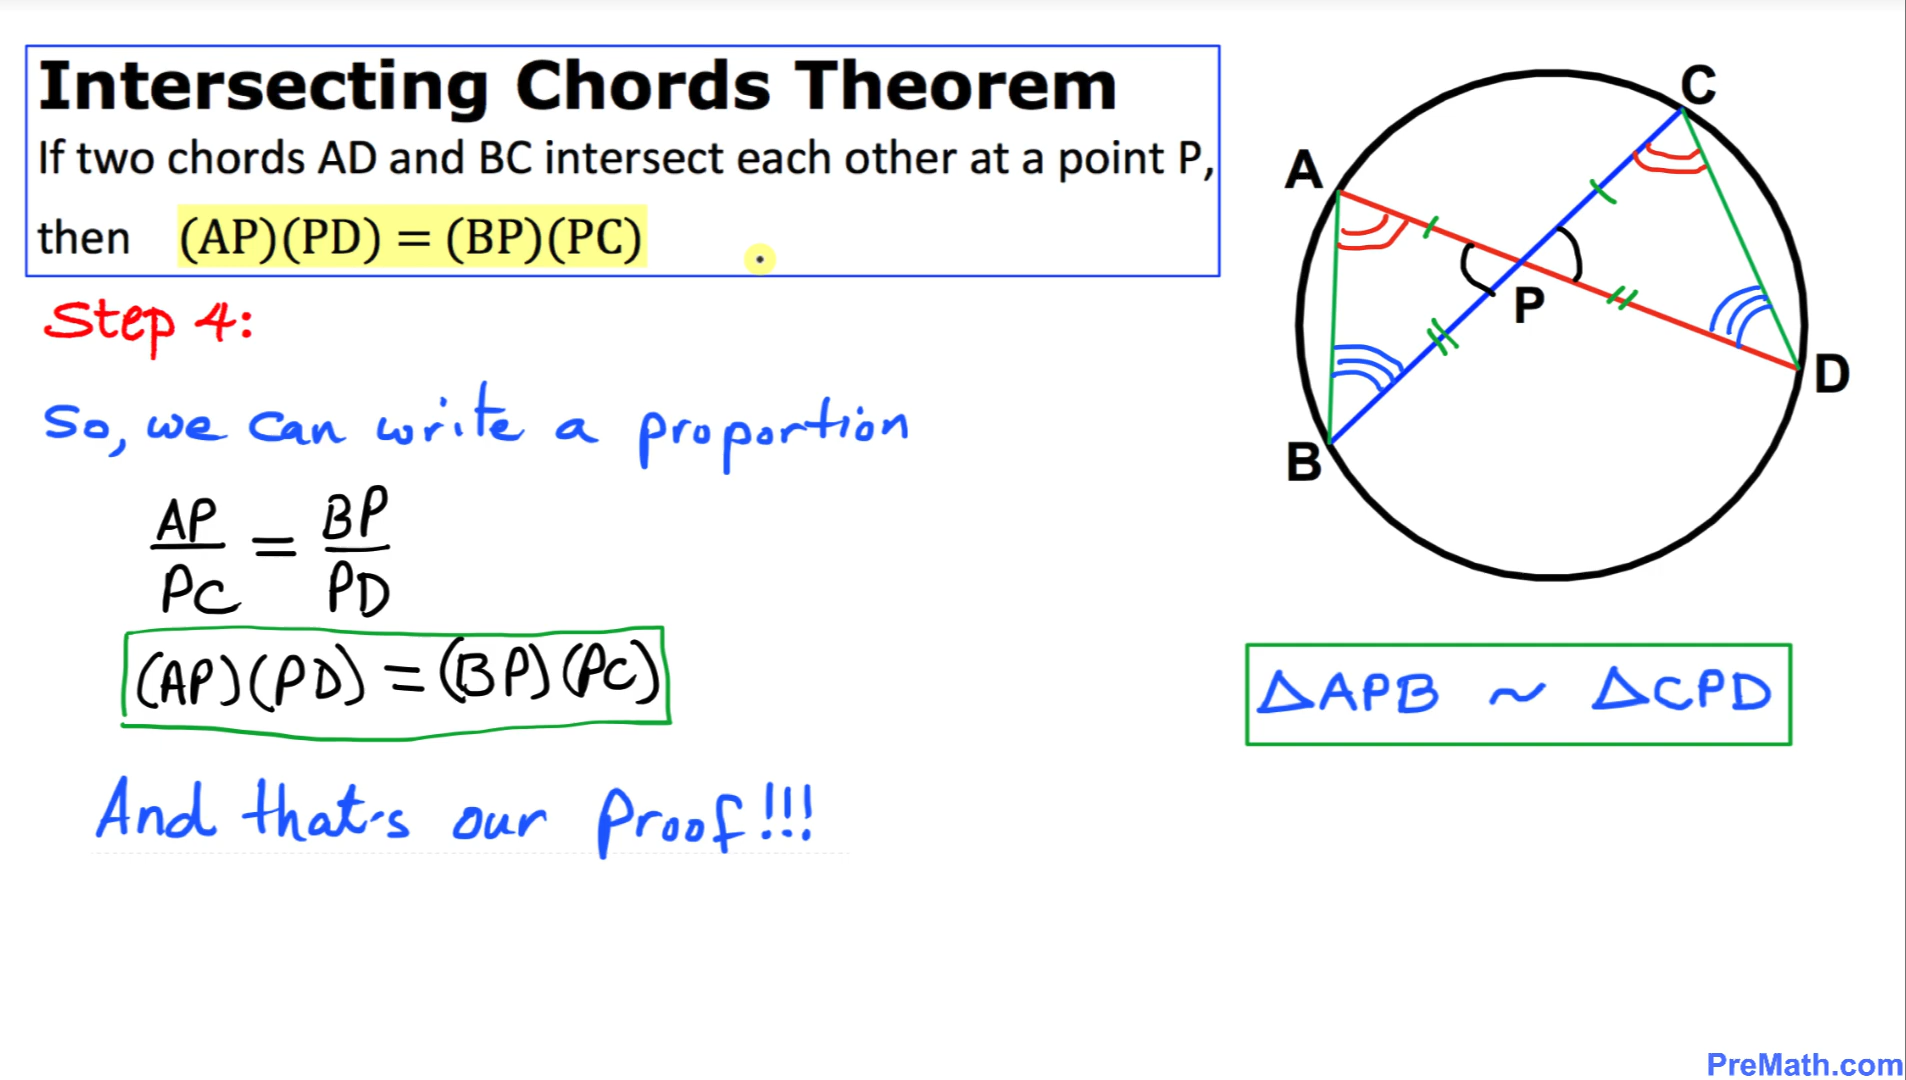 Intersecting Chords Theorem
If two chords AD and BC intersect each other at a point P,
then (AP)(PD) = (BP)(PC)
Step 4:
So, we can write a proportion
AP/PC = BP/PD
(AP)(PD) = (BP)(PC)
And that's our Proof!!!
C
A
P
D
B
△APB ~ △CPD
PreMath.com